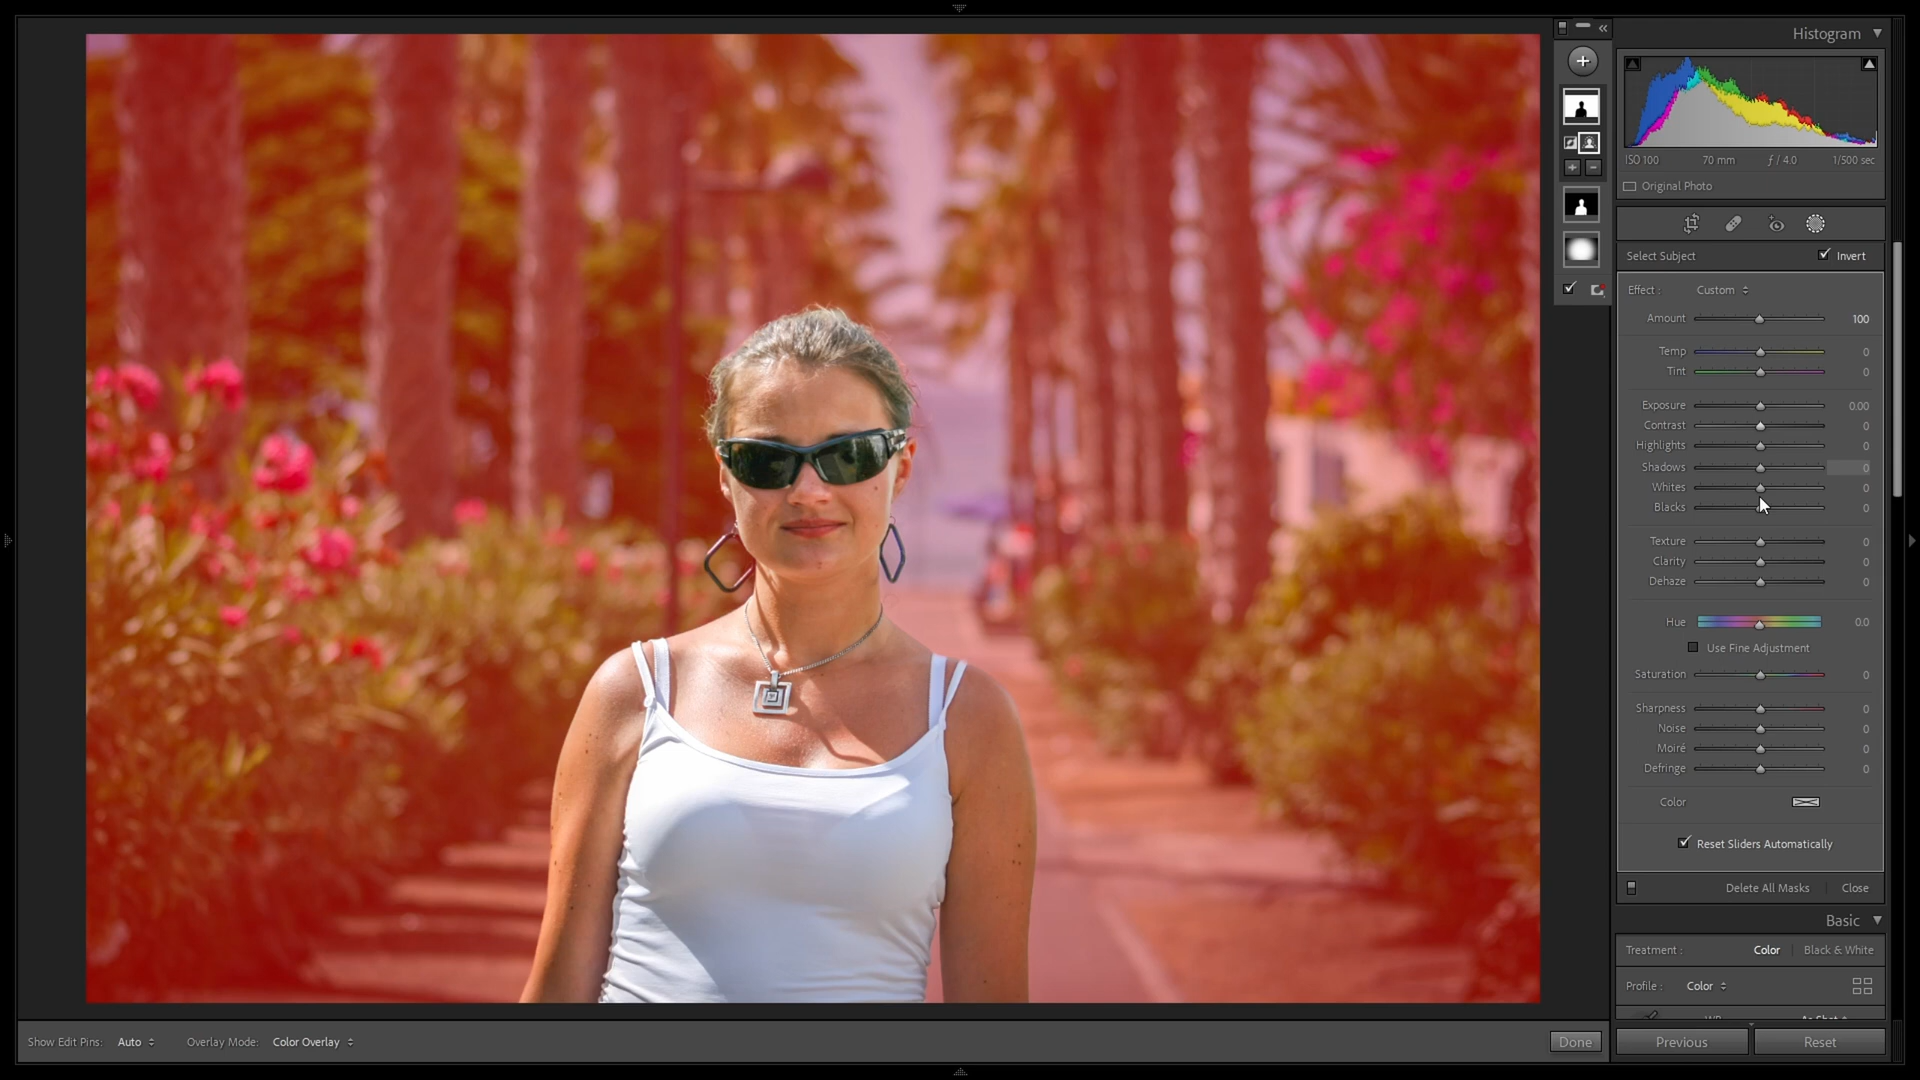 Histogram
ISO 100 70 mm ƒ / 4.0 1/500 sec
Original Photo
Select Subject Invert
Effect : Custom
Amount 100
Temp 0
Tint 0
Exposure 0.00
Contrast 0
Highlights 0
Shadows 0
Whites 0
Blacks 0
Texture 0
Clarity 0
Dehaze 0
Hue 0.0
Use Fine Adjustment
Saturation 0
Sharpness 0
Noise 0
Moiré 0
Defringe 0
Color
Reset Sliders Automatically
Delete All Masks Close
Basic
Treatment : Color Black & White
Profile : Color
Show Edit Pins: Auto Overlay Mode: Color Overlay Done Previous Reset